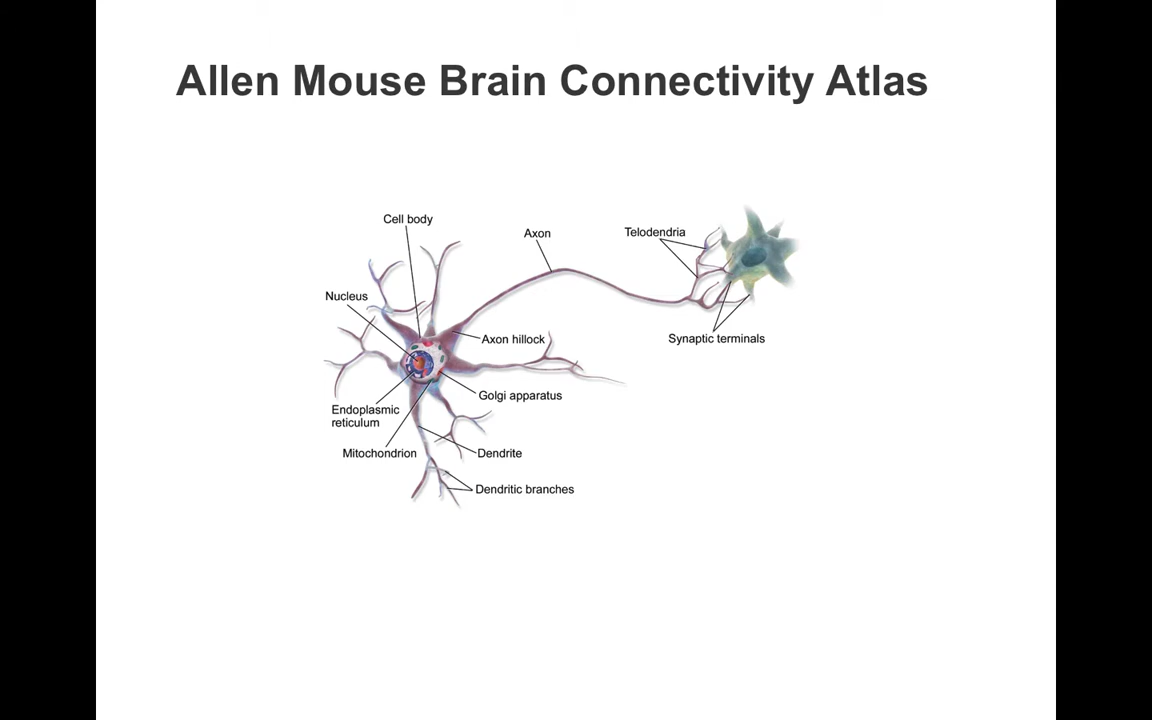 Allen Mouse Brain Connectivity Atlas
Cell body
Axon
Telodendria
Nucleus
Axon hillock
Synaptic terminals
Golgi apparatus
Endoplasmic
reticulum
Mitochondrion
Dendrite
Dendritic branches